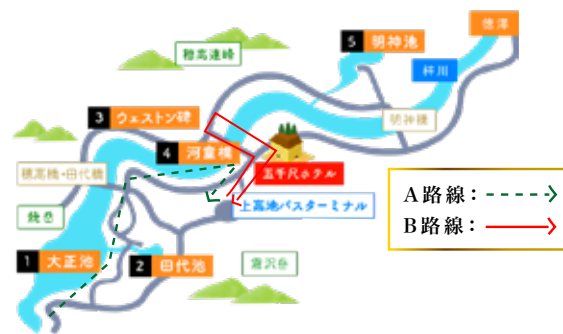 徳澤
5 明神池
穂高連峰
梓川
3 ウェストン碑
明神橋
4 河童橋
穂高橋・田代橋
五千尺ホテル
上高地バスターミナル
焼岳
1 大正池
2 田代池
霞沢岳
A路線：
B路線：